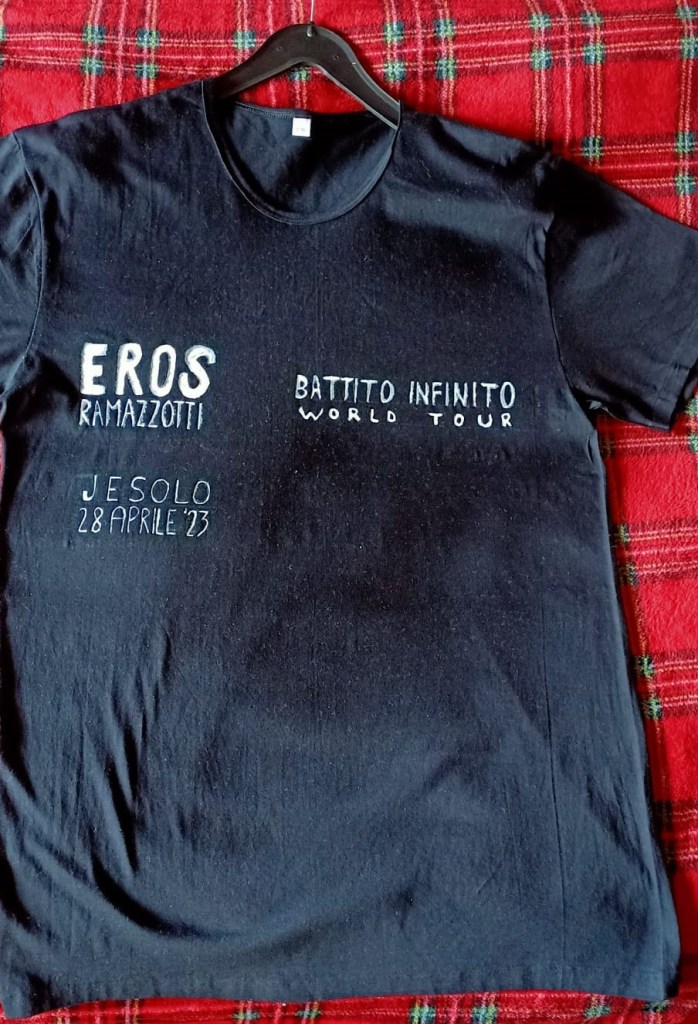 EROS
RAMAZZOTTI
BATTITO INFINITO
WORLD TOUR
JESOLO
28 APRILE '23